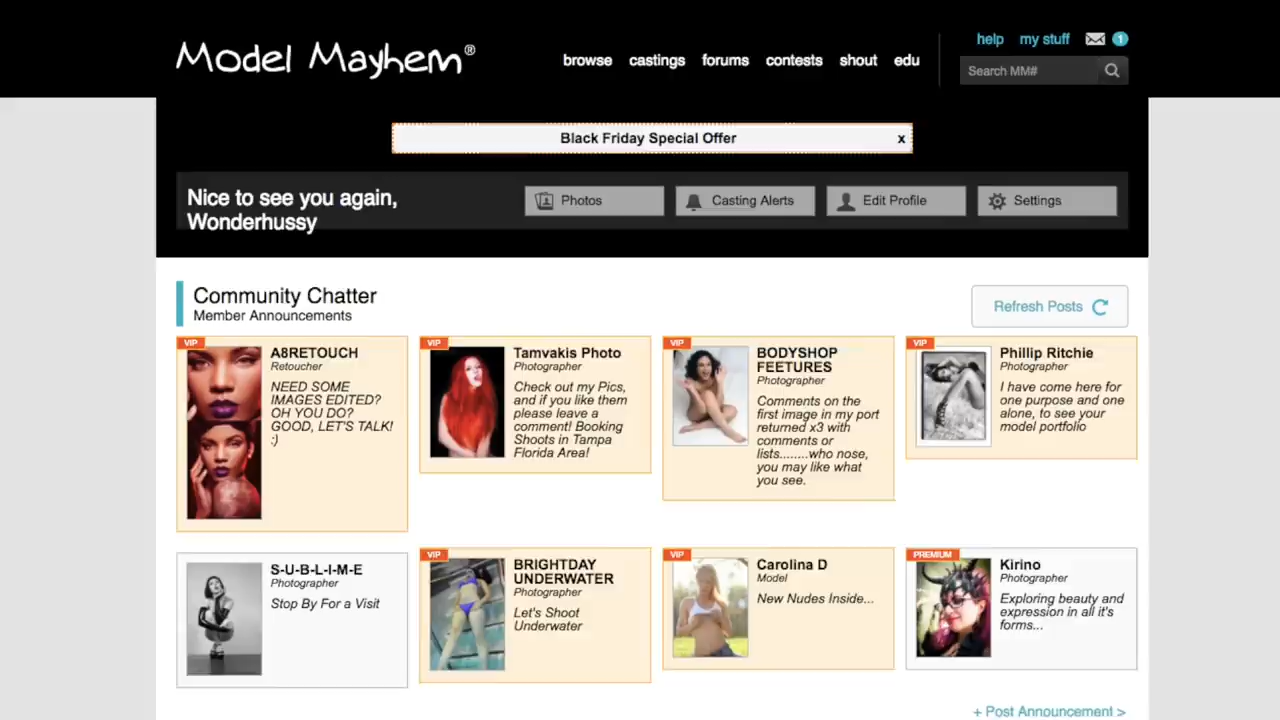 Model Mayhem®
browse castings forums contests shout edu
help my stuff 1
Search MM#
Black Friday Special Offer x
Nice to see you again,
Wonderhussy
Photos
Casting Alerts
Edit Profile
Settings
Community Chatter
Member Announcements
Refresh Posts
VIP
A8RETOUCH
Retoucher
NEED SOME
IMAGES EDITED?
OH YOU DO?
GOOD, LET'S TALK!
:)
VIP
Tamvakis Photo
Photographer
Check out my Pics,
and if you like them
please leave a
comment! Booking
Shoots in Tampa
Florida Area!
VIP
BODYSHOP
FEETURES
Photographer
Comments on the
first image in my port
returned x3 with
comments or
lists........who nose,
you may like what
you see.
VIP
Phillip Ritchie
Photographer
I have come here for
one purpose and one
alone, to see your
model portfolio
S-U-B-L-I-M-E
Photographer
Stop By For a Visit
VIP
BRIGHTDAY
UNDERWATER
Photographer
Let's Shoot
Underwater
VIP
Carolina D
Model
New Nudes Inside...
PREMIUM
Kirino
Photographer
Exploring beauty and
expression in all it's
forms...
+ Post Announcement >